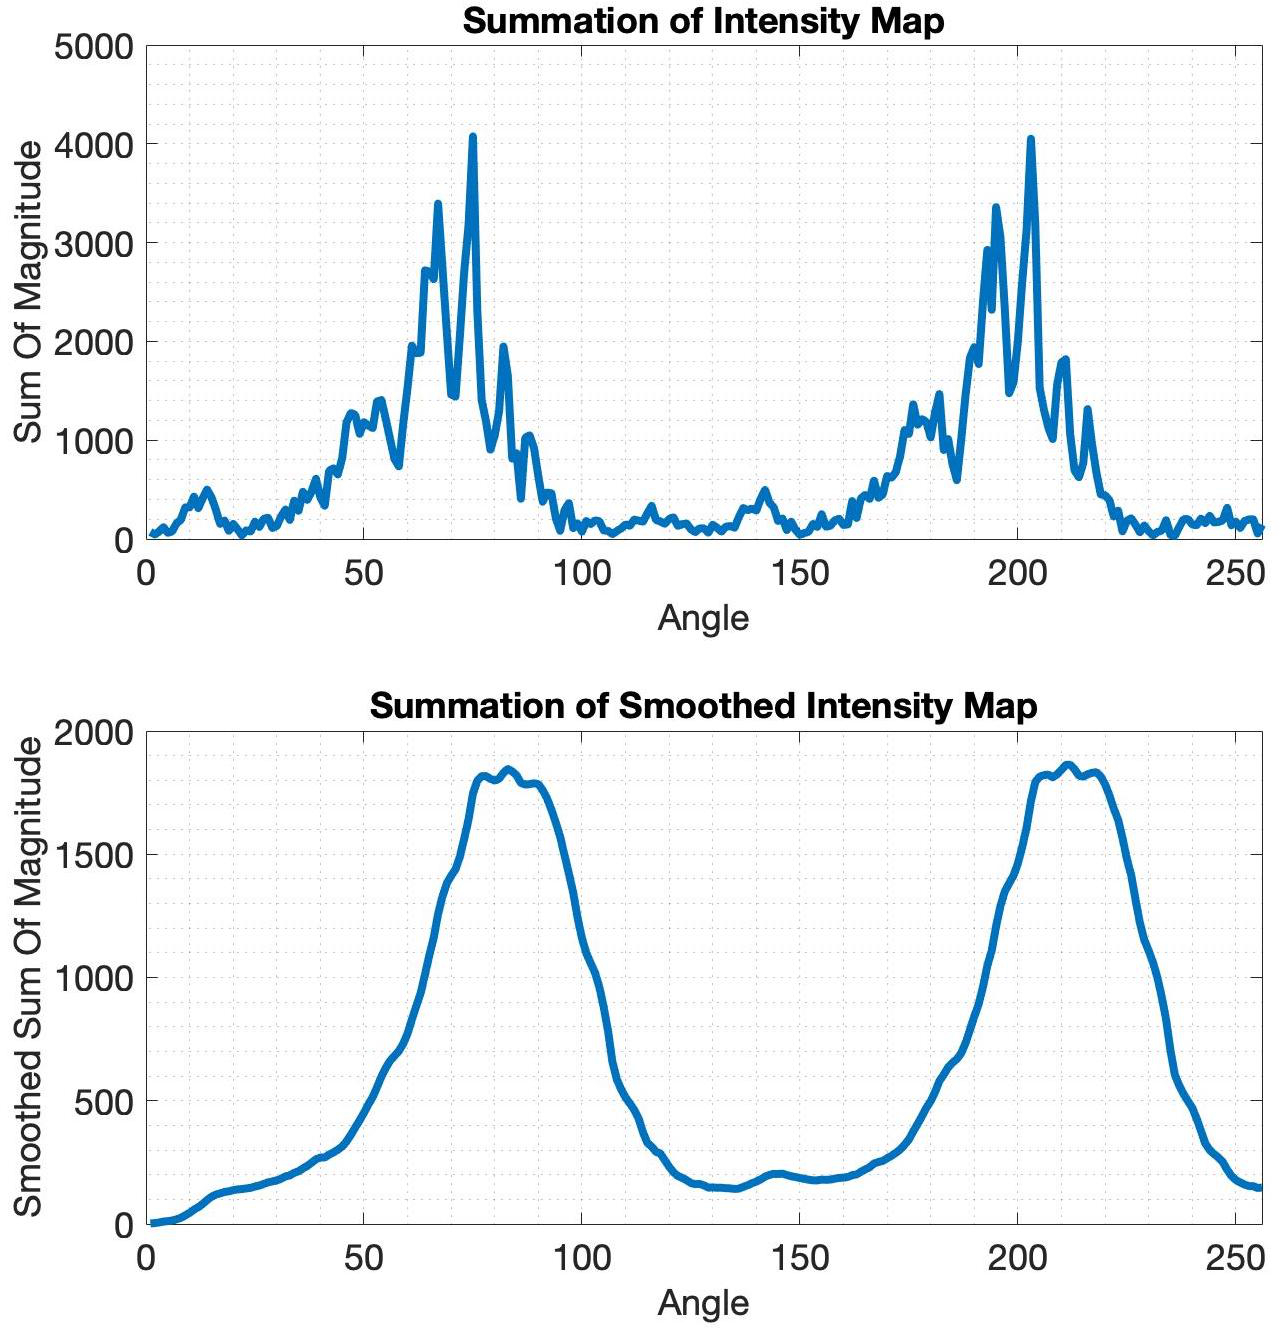 Summation of Intensity Map
Sum Of Magnitude
5000
4000
3000
2000
1000
0
0 50 100 150 200 250
Angle
Summation of Smoothed Intensity Map
Smoothed Sum Of Magnitude
2000
1500
1000
500
0
0 50 100 150 200 250
Angle